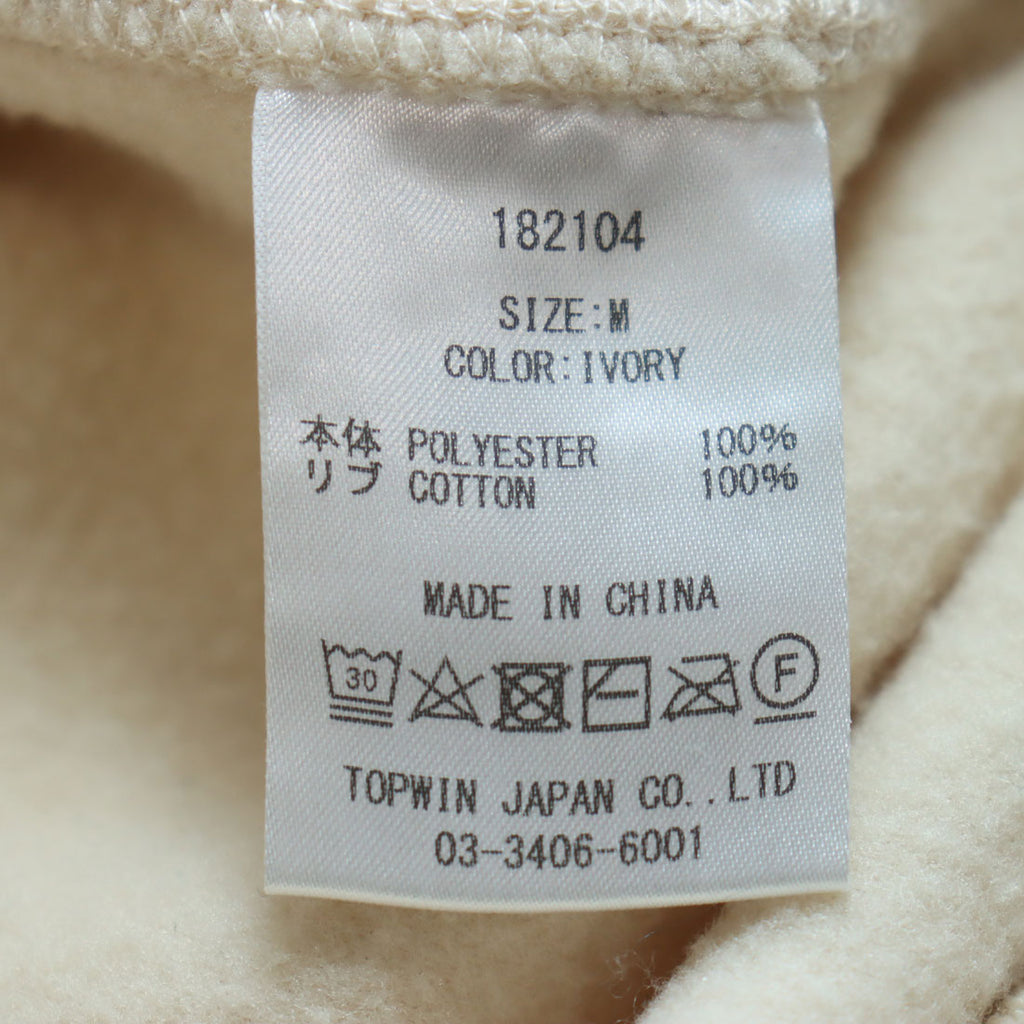 182104
SIZE:M
COLOR:IVORY
本体 POLYESTER 100%
リブ COTTON 100%
MADE IN CHINA
30 F
TOPWIN JAPAN CO.,LTD
03-3406-6001